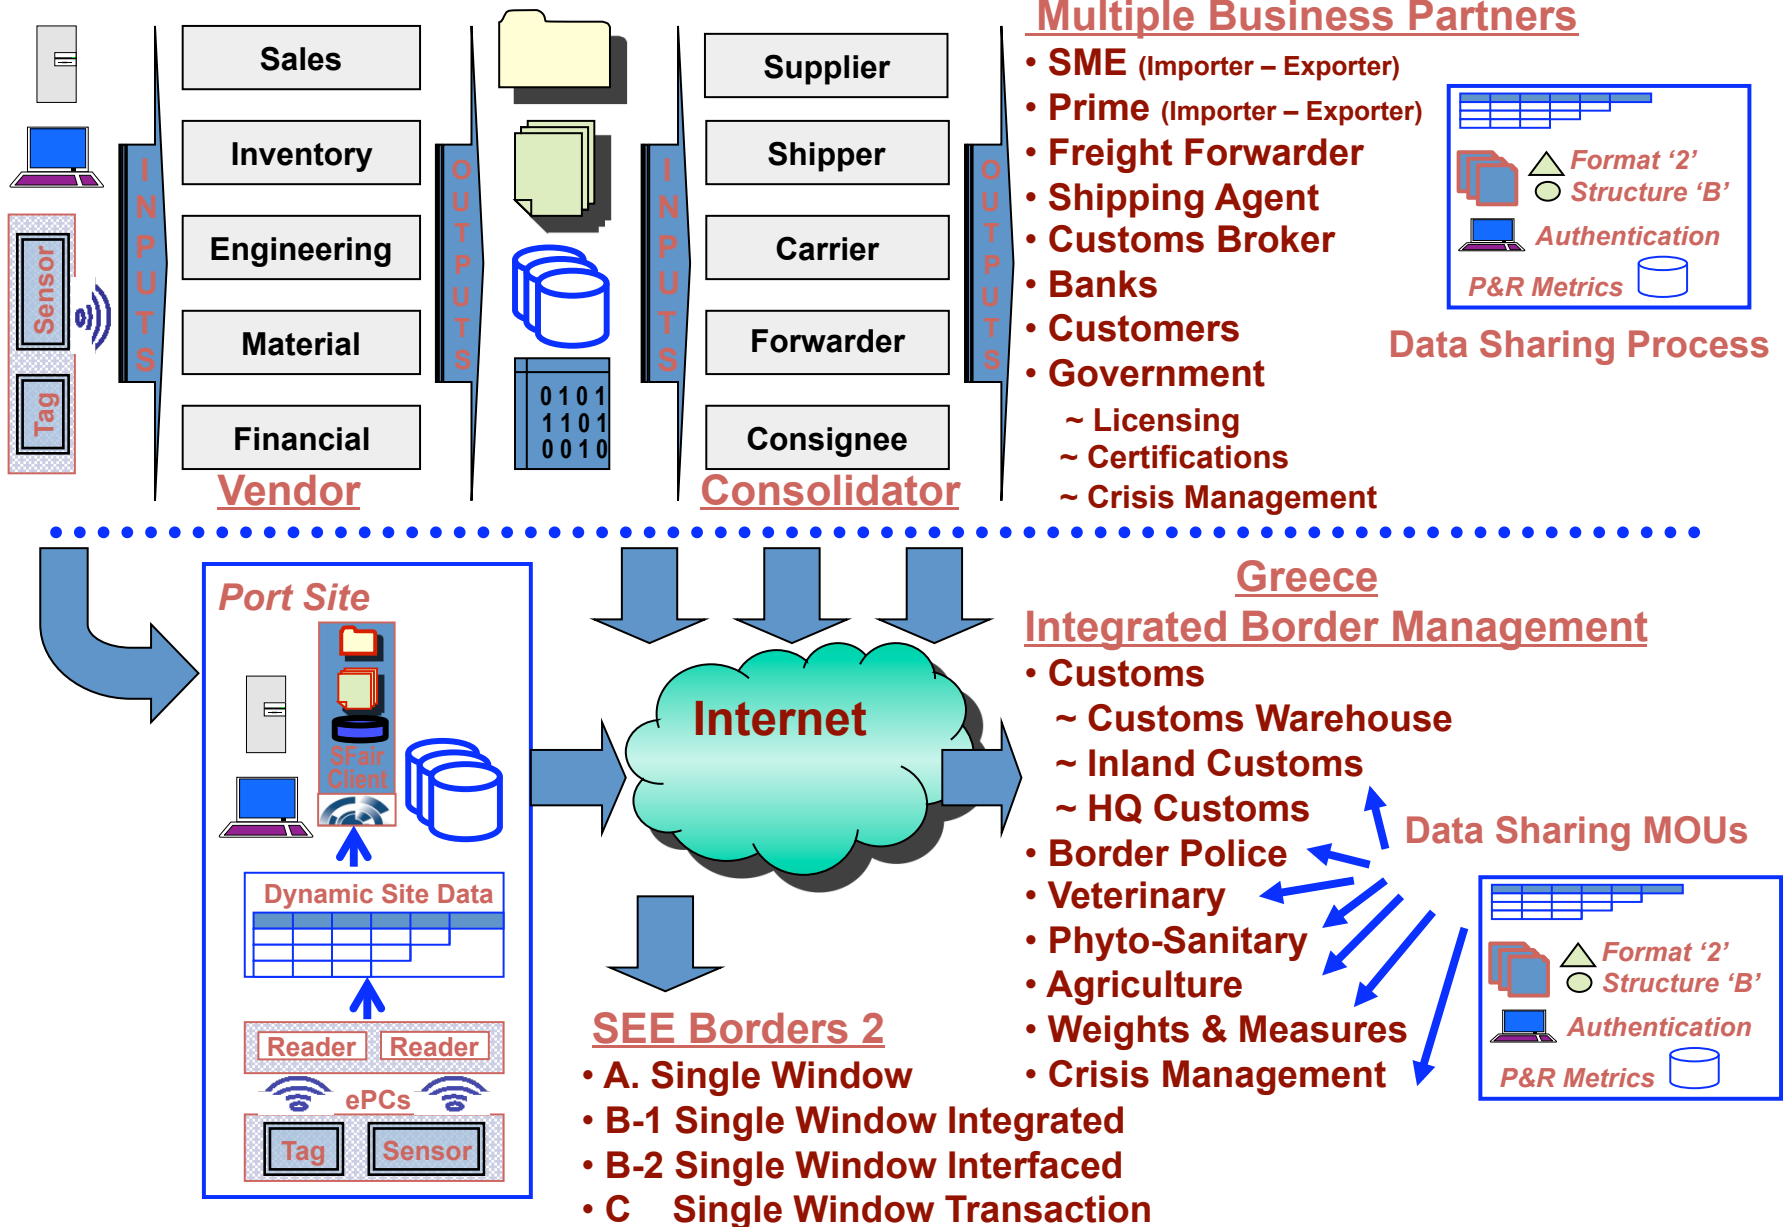 Sales
Inventory
Engineering
Material
Financial
Vendor
INPUTS
OUTPUTS
Sensor
Tag
0101
1101
0010
INPUTS
Supplier
Shipper
Carrier
Forwarder
Consignee
Consolidator
OUTPUTS
Multiple Business Partners
• SME (Importer – Exporter)
• Prime (Importer – Exporter)
• Freight Forwarder
• Shipping Agent
• Customs Broker
• Banks
• Customers
• Government
~ Licensing
~ Certifications
~ Crisis Management
Format ‘2’
Structure ‘B’
Authentication
P&R Metrics
Data Sharing Process
Port Site
SFair
Client
Dynamic Site Data
Reader Reader
ePCs
Tag Sensor
Internet
SEE Borders 2
• A. Single Window
• B-1 Single Window Integrated
• B-2 Single Window Interfaced
• C Single Window Transaction
Greece
Integrated Border Management
• Customs
~ Customs Warehouse
~ Inland Customs
~ HQ Customs
• Border Police
• Veterinary
• Phyto-Sanitary
• Agriculture
• Weights & Measures
• Crisis Management
Data Sharing MOUs
Format ‘2’
Structure ‘B’
Authentication
P&R Metrics